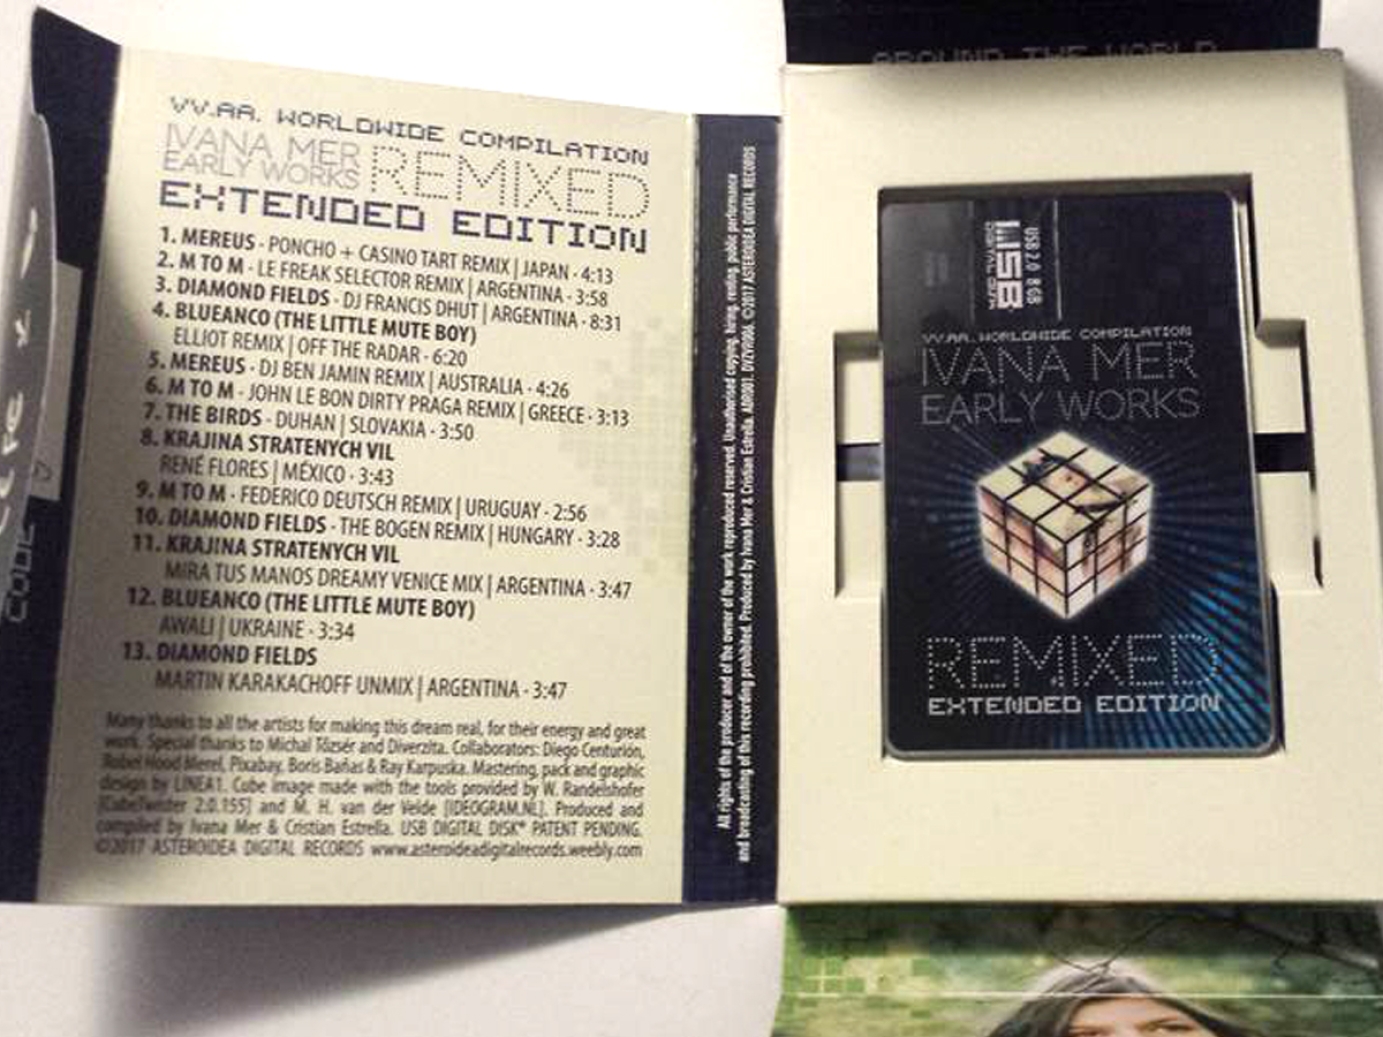 VV.AA. WORLDWIDE COMPILATION
IVANA MER
EARLY WORKS
REMIXED
EXTENDED EDITION
1. MEREUS - PONCHO + CASINO TART REMIX | JAPAN - 4:13
2. M TO M - LE FREAK SELECTOR REMIX | ARGENTINA - 3:58
3. DIAMOND FIELDS - DJ FRANCIS DHUT | ARGENTINA - 8:31
4. BLUEANCO (THE LITTLE MUTE BOY)
ELLIOT REMIX | OFF THE RADAR - 6:20
5. MEREUS - DJ BEN JAMIN REMIX | AUSTRALIA - 4:26
6. M TO M - JOHN LE BON DIRTY PRAGA REMIX | GREECE - 3:13
7. THE BIRDS - DUHAN | SLOVAKIA - 3:50
8. KRAJINA STRATENYCH VIL
RENÉ FLORES | MÉXICO - 3:43
9. M TO M - FEDERICO DEUTSCH REMIX | URUGUAY - 2:56
10. DIAMOND FIELDS - THE BOGEN REMIX | HUNGARY - 3:28
11. KRAJINA STRATENYCH VIL
MIRA TUS MANOS DREAMY VENICE MIX | ARGENTINA - 3:47
12. BLUEANCO (THE LITTLE MUTE BOY)
AWALI | UKRAINE - 3:34
13. DIAMOND FIELDS
MARTIN KARAKACHOFF UNMIX | ARGENTINA - 3:47
Many thanks to all the artists for making this dream real, for their energy and great
work. Special thanks to Michal Tözsér and Diverzita. Collaborators: Diego Centurión,
Robel Hood Merel, Pixabay, Boris Bañas & Ray Karpuska. Mastering, pack and graphic
design by LINEA1. Cube image made with the tools provided by W. Randelshofer
[CubeTwister 2.0.155] and M. H. van der Velde [IDEOGRAM.NL]. Produced and
compiled by Ivana Mer & Cristian Estrella. USB DIGITAL DISK® PATENT PENDING.
©2017 ASTEROIDEA DIGITAL RECORDS www.asteroideadigitalrecords.weebly.com
All rights of the producer and of the owner of the work reproduced reserved. Unauthorised copying, hiring, renting, public performance
and broadcasting of this recording prohibited. Produced by Ivana Mer & Cristian Estrella. ©2017 ASTEROIDEA DIGITAL RECORDS
AROUND THE WORLD
USB
DIGITAL DISK
USB 2.0 8GB
VV.AA. WORLDWIDE COMPILATION
IVANA MER
EARLY WORKS
REMIXED
EXTENDED EDITION